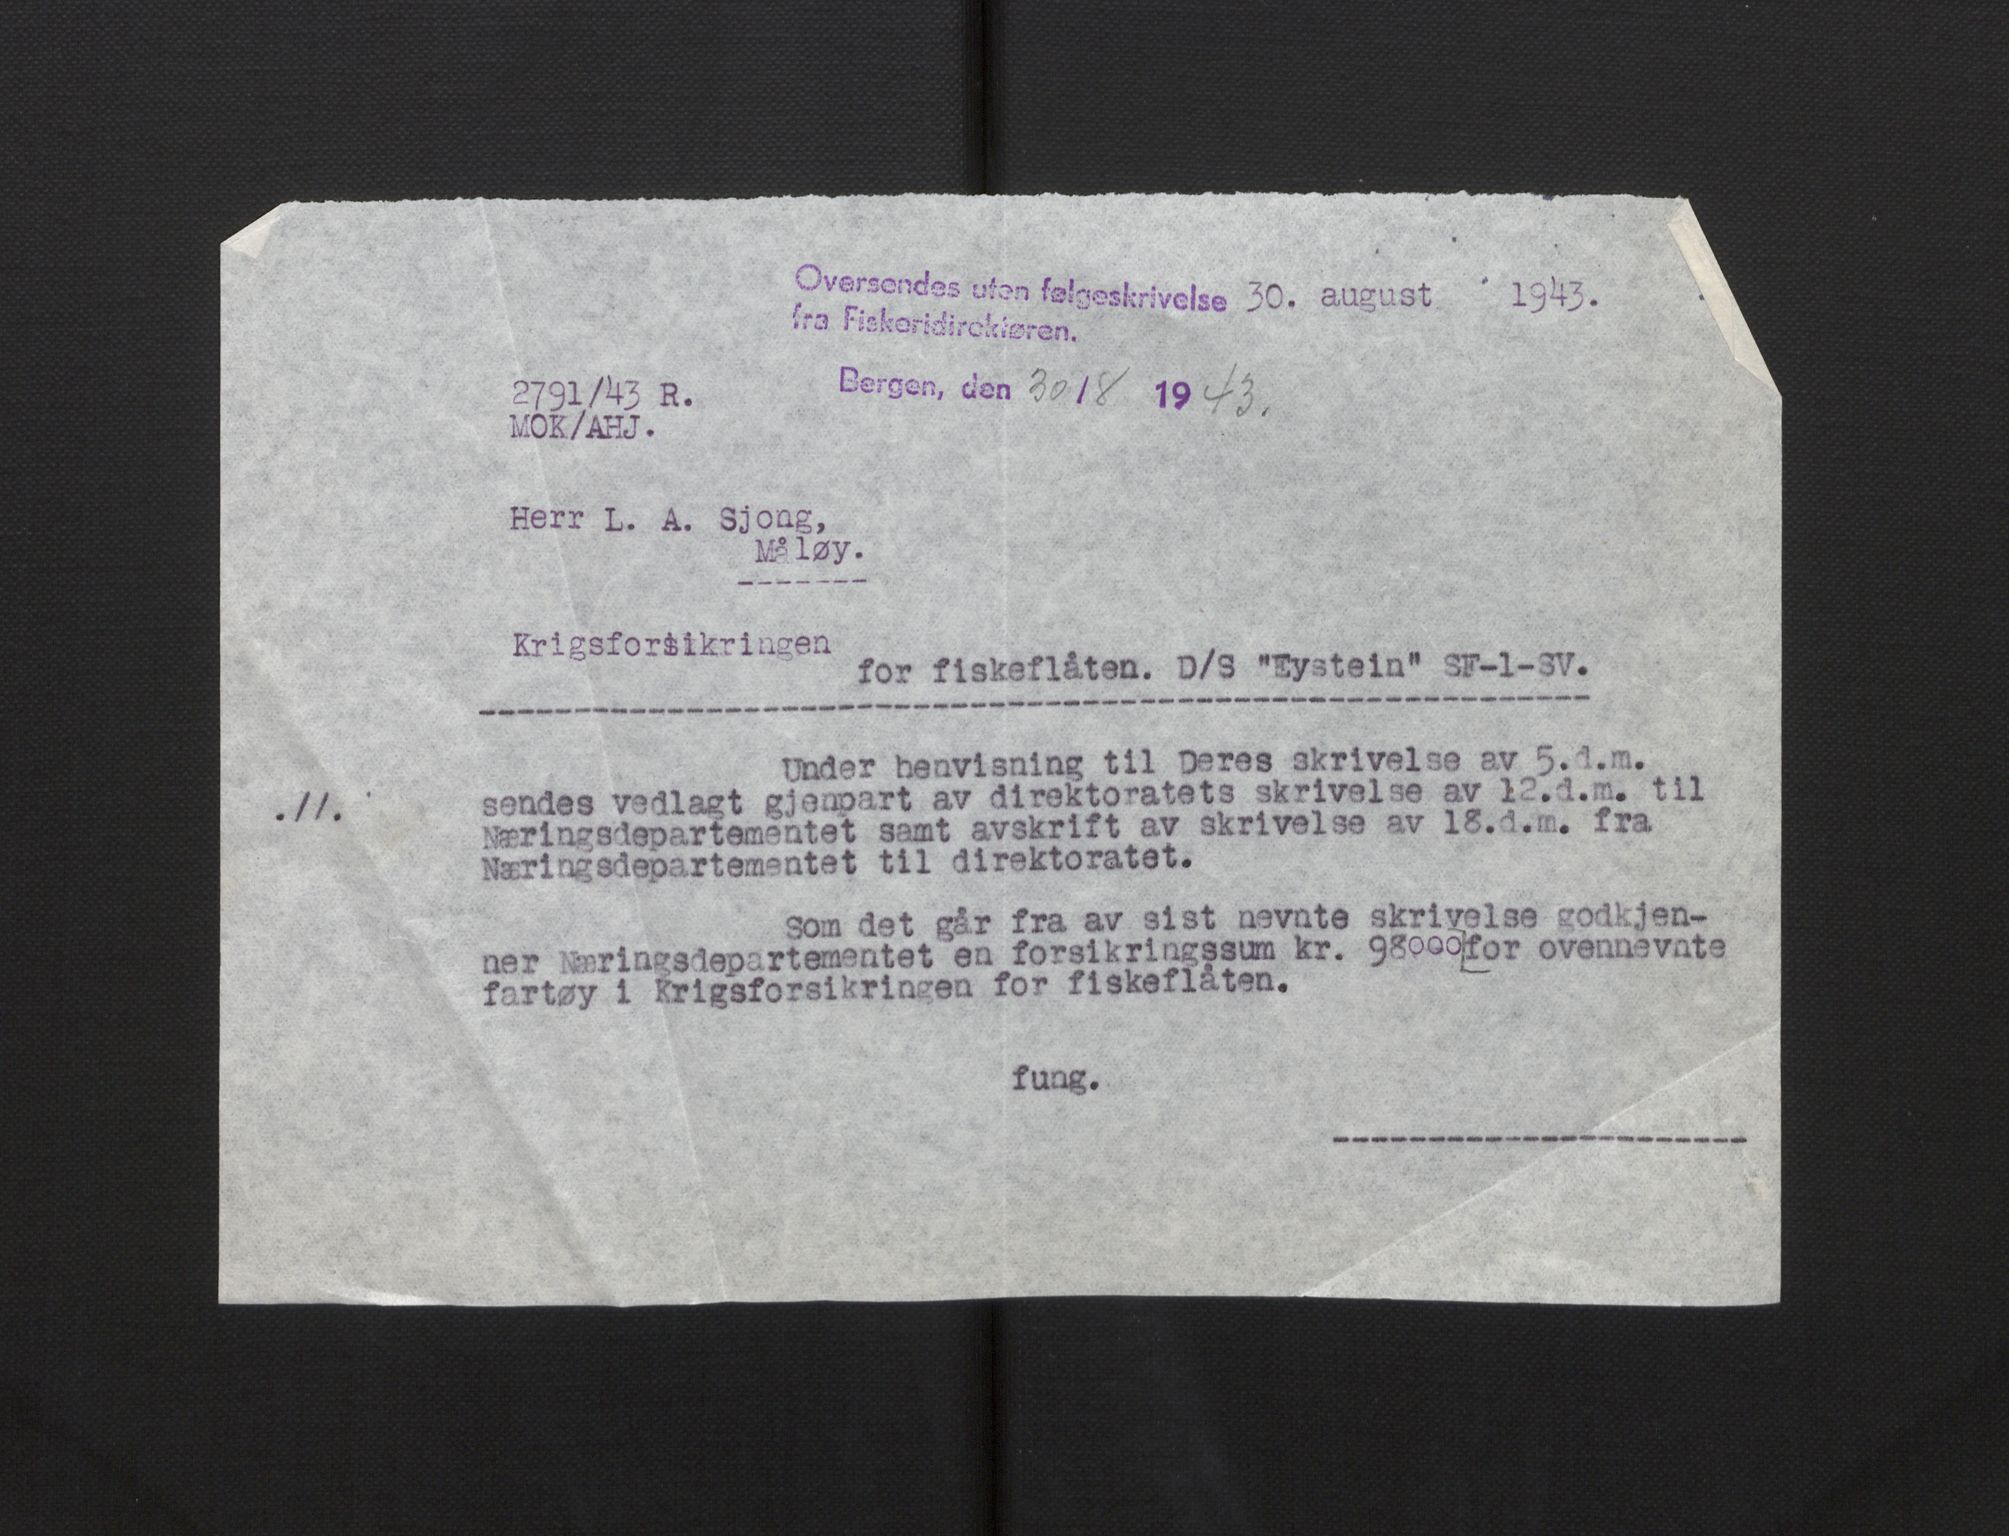 Oversendes uten følgeskrivelse 30. august 1943.
fra Fiskeridirektøren.
Bergen, den 30/8 1943.
2791/43 R.
MOK/AHJ.
Herr L. A. Sjong,
Måløy.
-------
Krigsforsikringen
for fiskeflåten. D/S "Eystein" SF-1-SV.
Under henvisning til Deres skrivelse av 5.d.m.
.//. sendes vedlagt gjenpart av direktoratets skrivelse av 12.d.m. til
Næringsdepartementet samt avskrift av skrivelse av 18.d.m. fra
Næringsdepartementet til direktoratet.
Som det går fra av sist nevnte skrivelse godkjen-
ner Næringsdepartementet en forsikringssum kr. 98000 for ovennevnte
fartøy i Krigsforsikringen for fiskeflåten.
fung.